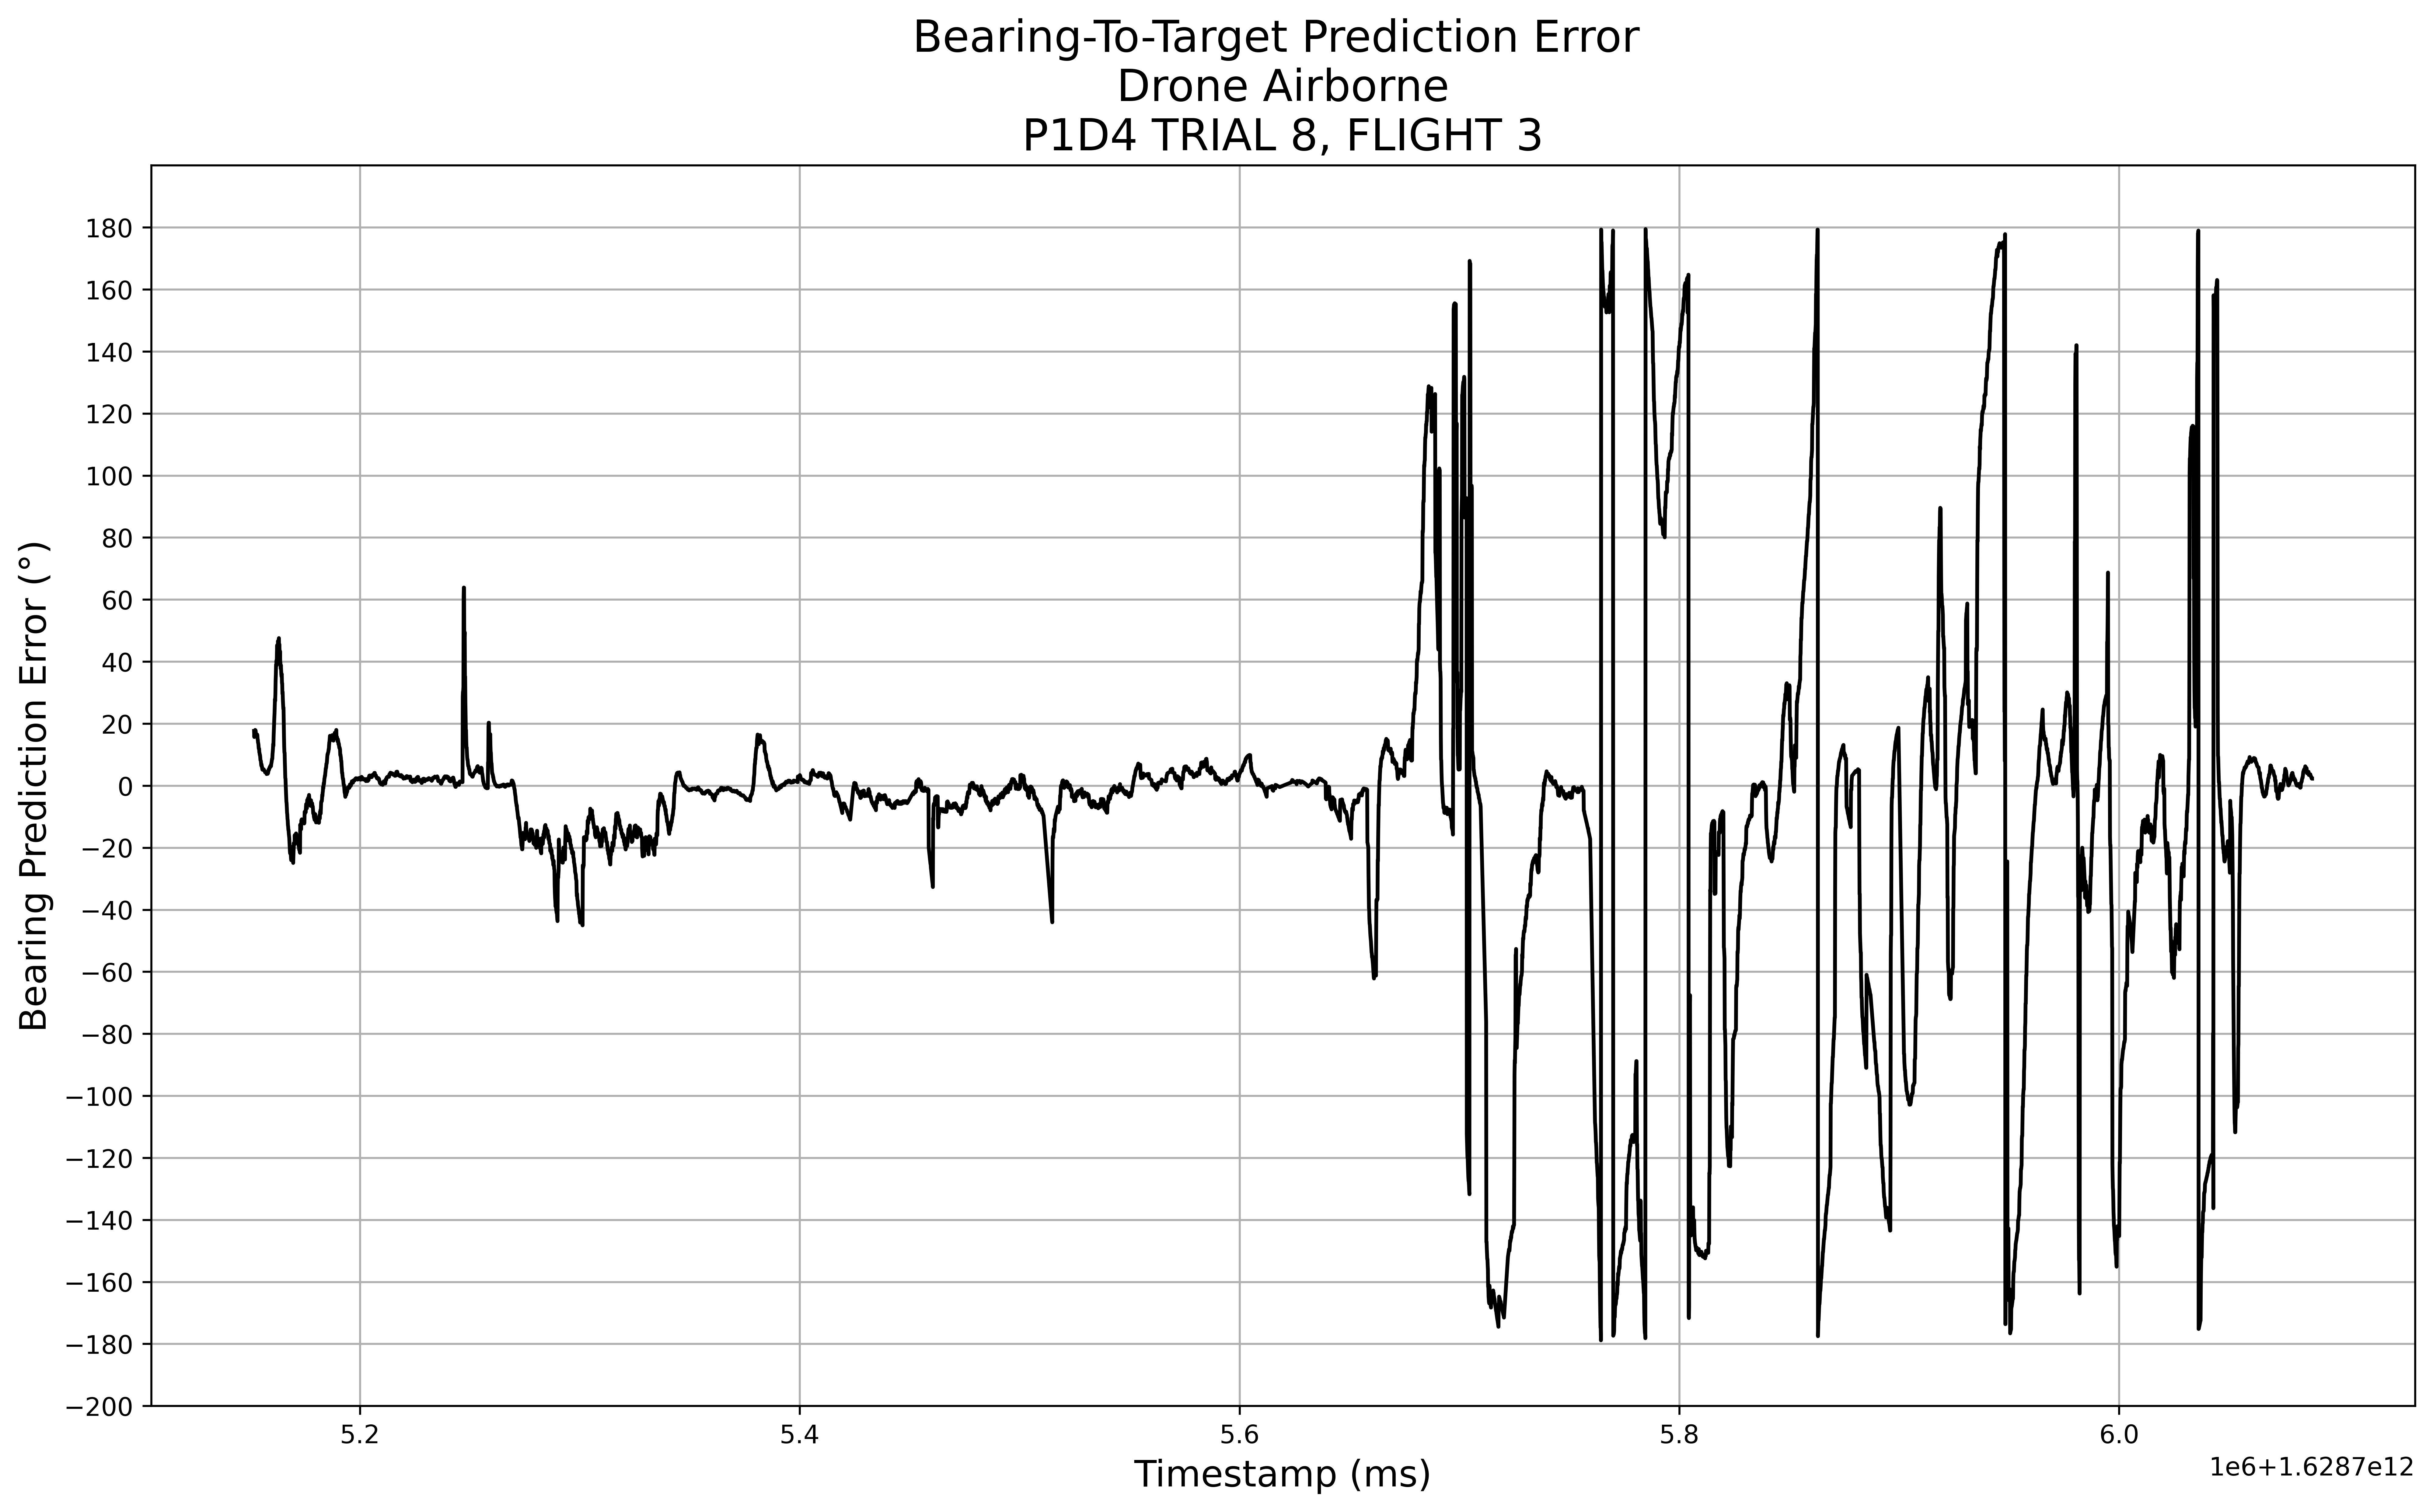 Bearing-To-Target Prediction Error
Drone Airborne
P1D4 TRIAL 8, FLIGHT 3
Bearing Prediction Error (°)
180
160
140
120
100
80
60
40
20
0
−20
−40
−60
−80
−100
−120
−140
−160
−180
−200
5.2 5.4 5.6 5.8 6.0
Timestamp (ms)
1e6+1.6287e12